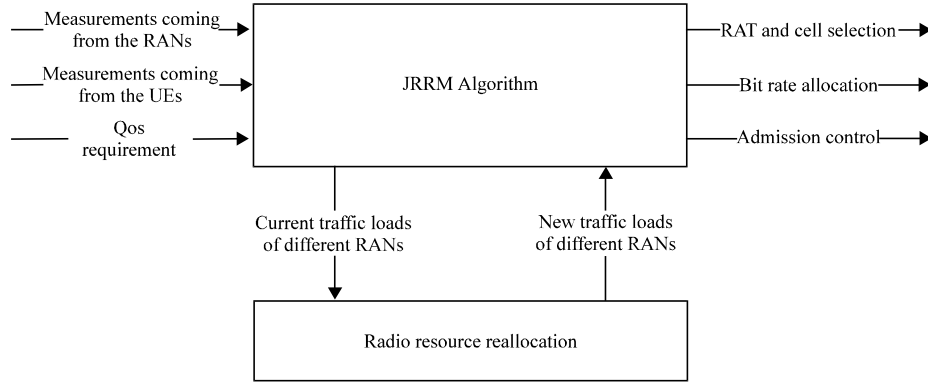 Measurements coming
from the RANs
Measurements coming
from the UEs
Qos
requirement
JRRM Algorithm
RAT and cell selection
Bit rate allocation
Admission control
Current traffic loads
of different RANs
New traffic loads
of different RANs
Radio resource reallocation